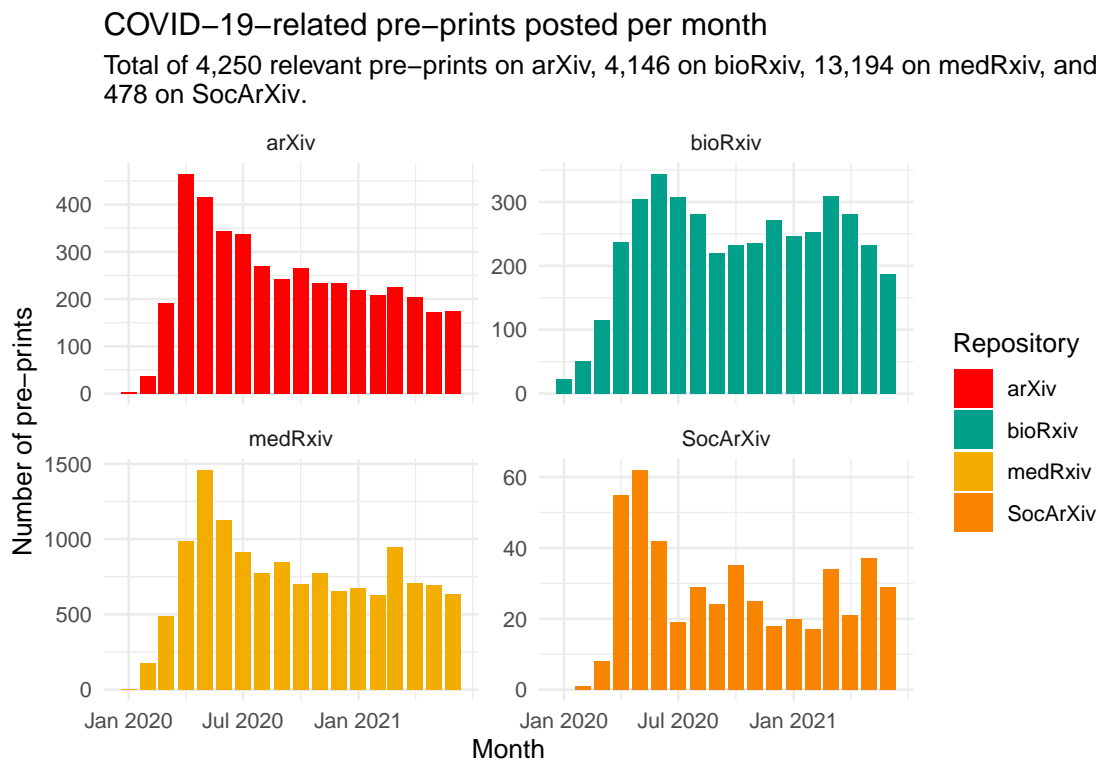 COVID−19−related pre−prints posted per month
Total of 4,250 relevant pre−prints on arXiv, 4,146 on bioRxiv, 13,194 on medRxiv, and
478 on SocArXiv.
arXiv
bioRxiv
400
300
200
100
0
300
200
100
0
medRxiv
SocArXiv
1500
1000
500
0
60
40
20
0
Jan 2020
Jul 2020
Jan 2021
Jan 2020
Jul 2020
Jan 2021
Month
Number of pre−prints
Repository
arXiv
bioRxiv
medRxiv
SocArXiv